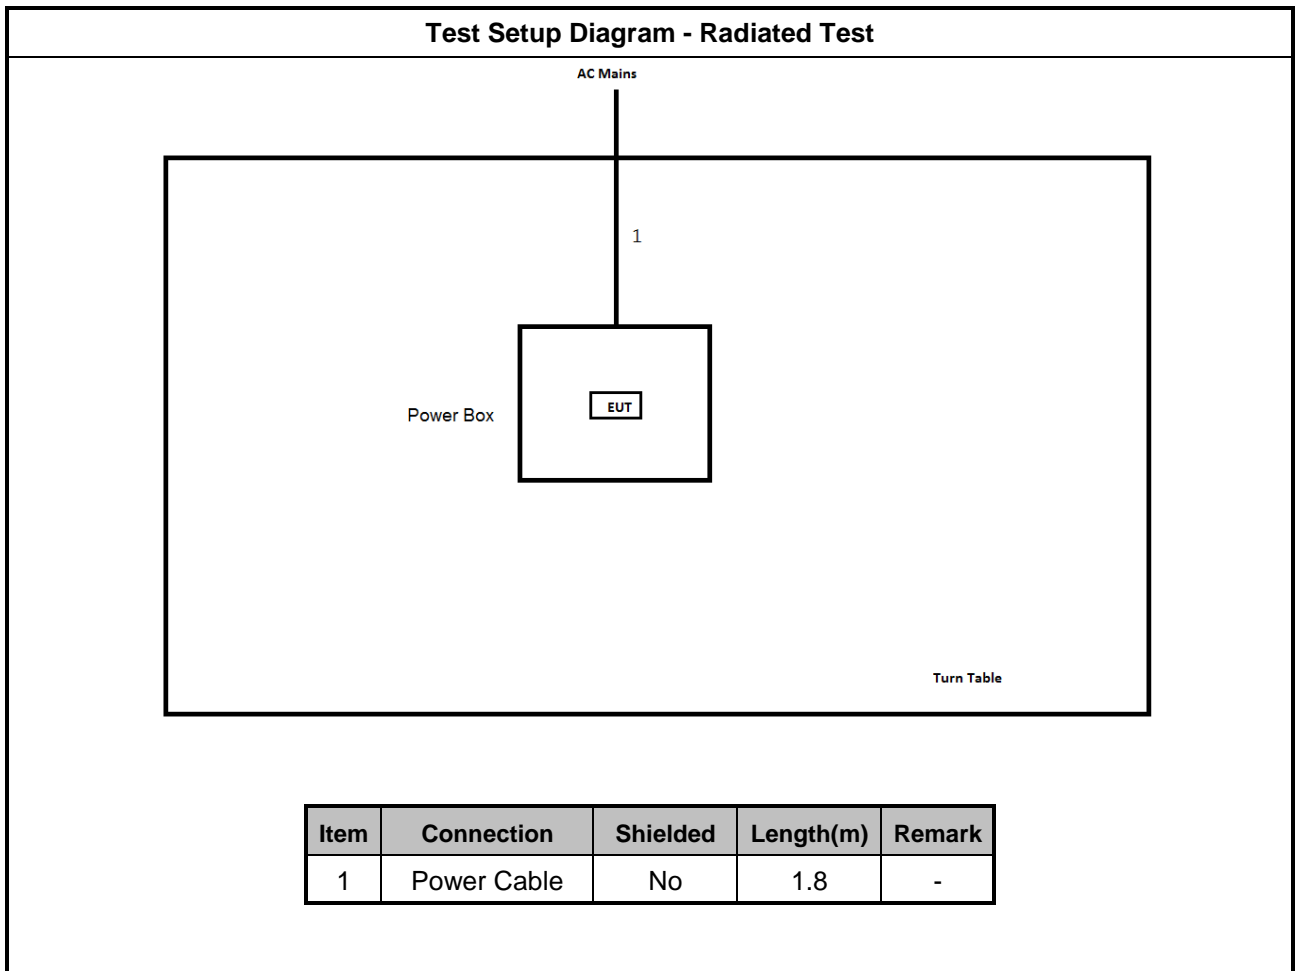 Test Setup Diagram - Radiated Test
AC Mains
1
Power Box
EUT
Turn Table
Item Connection Shielded Length(m) Remark
1 Power Cable No 1.8 -